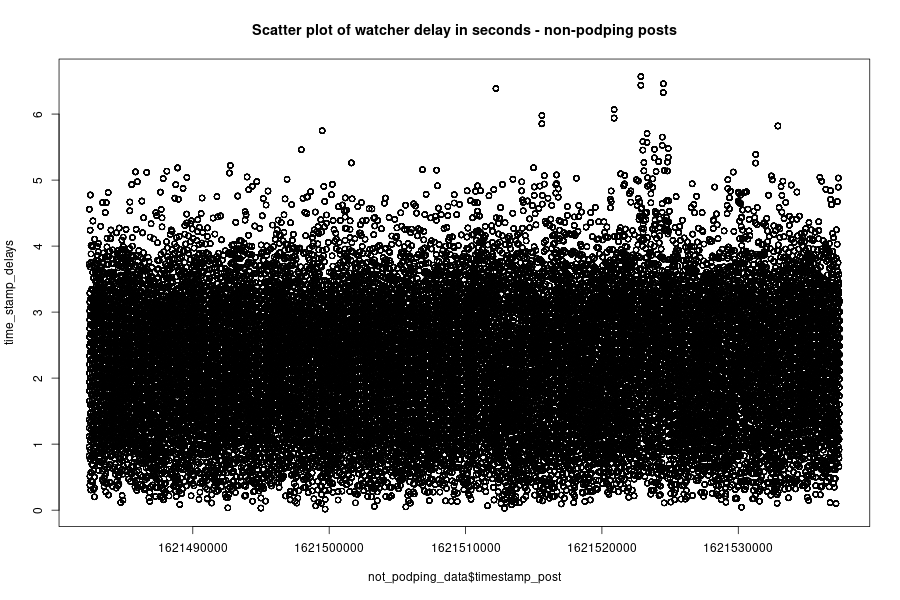 Scatter plot of watcher delay in seconds - non-podping posts
time_stamp_delays
6
5
4
3
2
1
0
1621490000 1621500000 1621510000 1621520000 1621530000
not_podping_data$timestamp_post